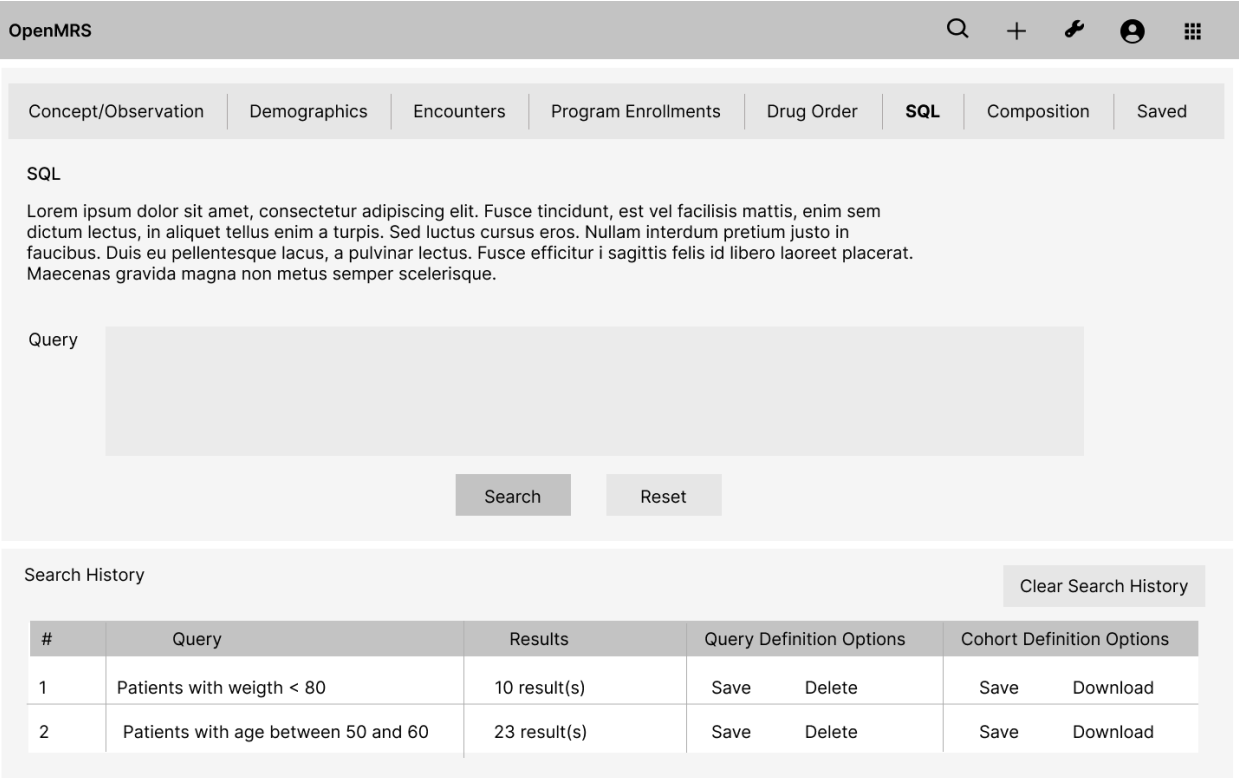 OpenMRS
Concept/Observation Demographics Encounters Program Enrollments Drug Order SQL Composition Saved
SQL
Lorem ipsum dolor sit amet, consectetur adipiscing elit. Fusce tincidunt, est vel facilisis mattis, enim sem
dictum lectus, in aliquet tellus enim a turpis. Sed luctus cursus eros. Nullam interdum pretium justo in
faucibus. Duis eu pellentesque lacus, a pulvinar lectus. Fusce efficitur i sagittis felis id libero laoreet placerat.
Maecenas gravida magna non metus semper scelerisque.
Query
Search Reset
Search History
Clear Search History
# Query Results Query Definition Options Cohort Definition Options
1 Patients with weigth < 80 10 result(s) Save Delete Save Download
2 Patients with age between 50 and 60 23 result(s) Save Delete Save Download